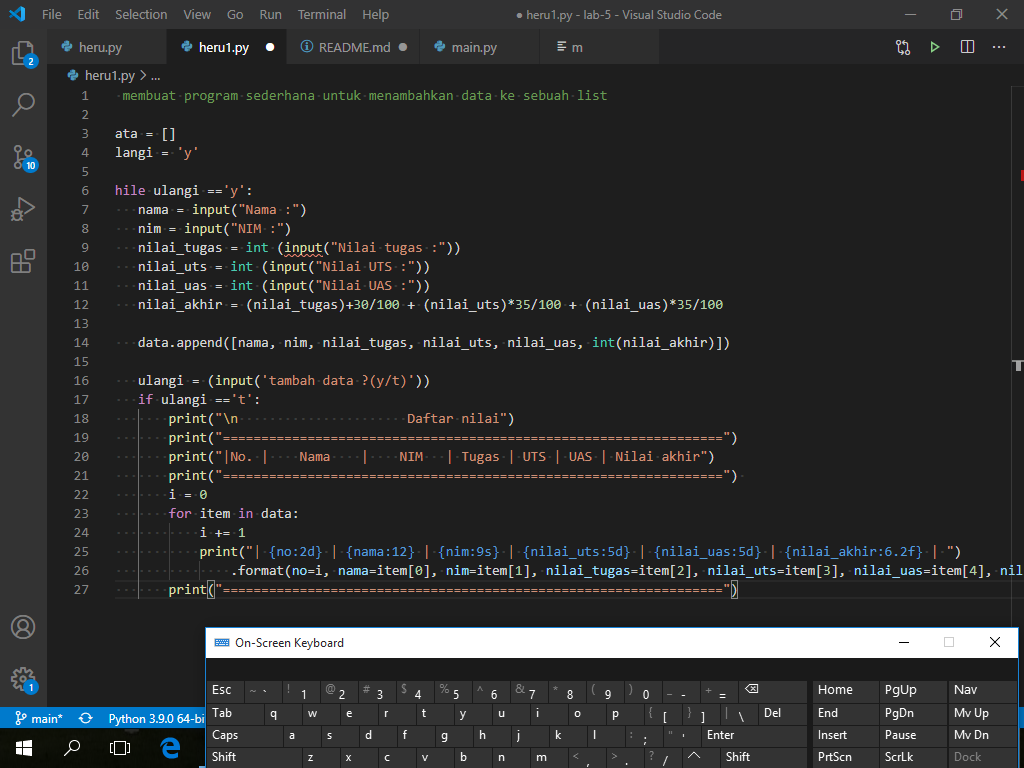 File Edit Selection View Go Run Terminal Help ● heru1.py - lab-5 - Visual Studio Code
heru.py heru1.py ● README.md ● main.py m
heru1.py > ...
1 membuat program sederhana untuk menambahkan data ke sebuah list
2
3 ata = []
4 langi = 'y'
5
6 hile ulangi =='y':
7 nama = input("Nama :")
8 nim = input("NIM :")
9 nilai_tugas = int (input("Nilai tugas :"))
10 nilai_uts = int (input("Nilai UTS :"))
11 nilai_uas = int (input("Nilai UAS :"))
12 nilai_akhir = (nilai_tugas)+30/100 + (nilai_uts)*35/100 + (nilai_uas)*35/100
13
14 data.append([nama, nim, nilai_tugas, nilai_uts, nilai_uas, int(nilai_akhir)])
15
16 ulangi = (input('tambah data ?(y/t)'))
17 if ulangi =='t':
18 print("\n Daftar nilai")
19 print("=================================================================")
20 print("|No. | Nama | NIM | Tugas | UTS | UAS | Nilai akhir")
21 print("=================================================================")
22 i = 0
23 for item in data:
24 i += 1
25 print("| {no:2d} | {nama:12} | {nim:9s} | {nilai_uts:5d} | {nilai_uas:5d} | {nilai_akhir:6.2f} | ")
26 .format(no=i, nama=item[0], nim=item[1], nilai_tugas=item[2], nilai_uts=item[3], nilai_uas=item[4], nil
27 print("=================================================================")
2
10
1
On-Screen Keyboard
Esc ~ ` ! 1 @ 2 # 3 $ 4 % 5 ^ 6 & 7 * 8 ( 9 ) 0 _ - + = Home PgUp Nav
Tab q w e r t y u i o p { [ } ] | \ Del End PgDn Mv Up
Caps a s d f g h j k l : ; " ' Enter Insert Pause Mv Dn
Shift z x c v b n m < , > . ? / Shift PrtScn ScrLk Dock
main* Python 3.9.0 64-bi